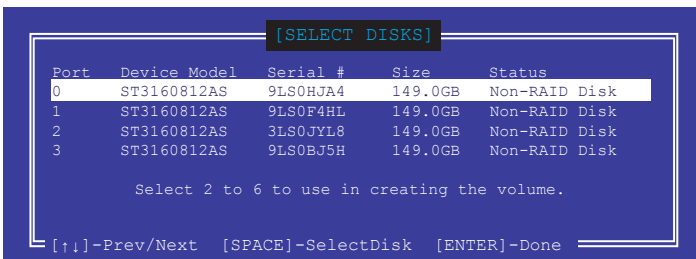 [SELECT DISKS]
Port Device Model Serial # Size Status
0 ST3160812AS 9LS0HJA4 149.0GB Non-RAID Disk
1 ST3160812AS 9LS0F4HL 149.0GB Non-RAID Disk
2 ST3160812AS 3LS0JYL8 149.0GB Non-RAID Disk
3 ST3160812AS 9LS0BJ5H 149.0GB Non-RAID Disk
Select 2 to 6 to use in creating the volume.
[↑↓]-Prev/Next [SPACE]-SelectDisk [ENTER]-Done